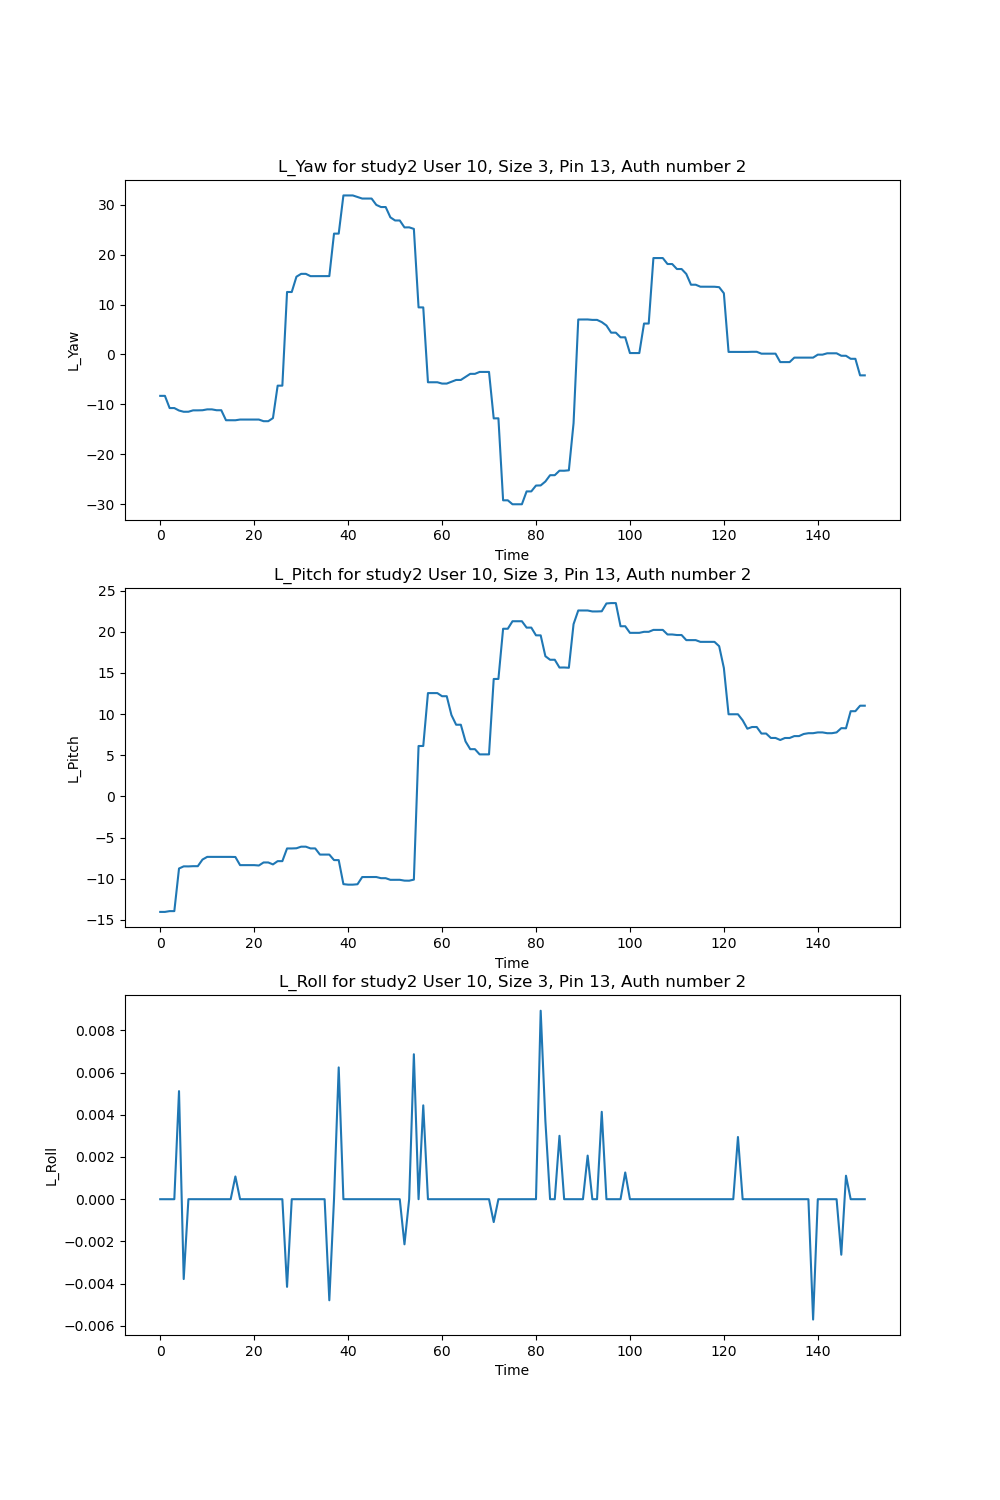 L_Yaw for study2 User 10, Size 3, Pin 13, Auth number 2
30
20
10
0
−10
−20
−30
L_Yaw
0 20 40 60 80 100 120 140
Time
L_Pitch for study2 User 10, Size 3, Pin 13, Auth number 2
25
20
15
10
5
0
−5
−10
−15
L_Pitch
0 20 40 60 80 100 120 140
Time
L_Roll for study2 User 10, Size 3, Pin 13, Auth number 2
0.008
0.006
0.004
0.002
0.000
−0.002
−0.004
−0.006
L_Roll
0 20 40 60 80 100 120 140
Time